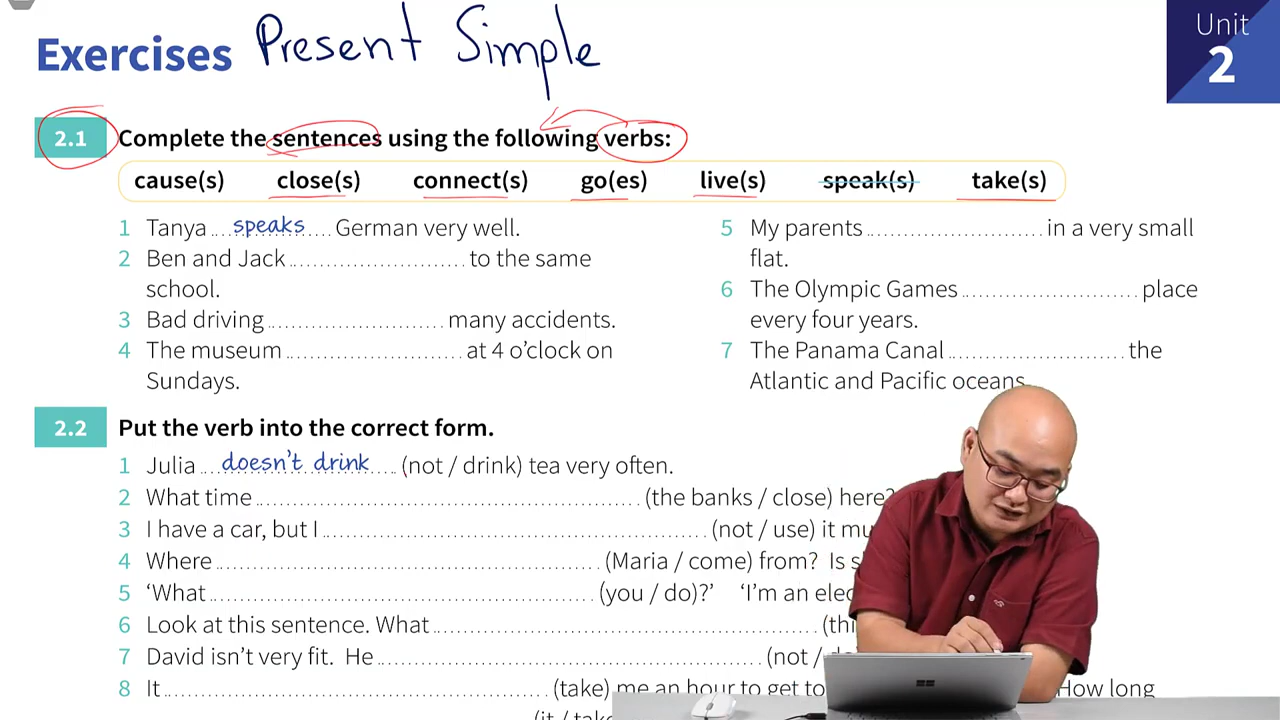 Exercises Present Simple
Unit
2
2.1 Complete the sentences using the following verbs:
cause(s) close(s) connect(s) go(es) live(s) speak(s) take(s)
1 Tanya speaks German very well.
2 Ben and Jack to the same
school.
3 Bad driving many accidents.
4 The museum at 4 o’clock on
Sundays.
5 My parents in a very small
flat.
6 The Olympic Games place
every four years.
7 The Panama Canal the
Atlantic and Pacific oceans.
2.2 Put the verb into the correct form.
1 Julia doesn’t drink (not / drink) tea very often.
2 What time (the banks / close) here?
3 I have a car, but I (not / use) it
4 Where (Maria / come) from? Is
5 ‘What (you / do)?’ ‘I’m an
6 Look at this sentence. What
7 David isn’t very fit He (not /
8 It (take) me an hour to get to How long
(it /